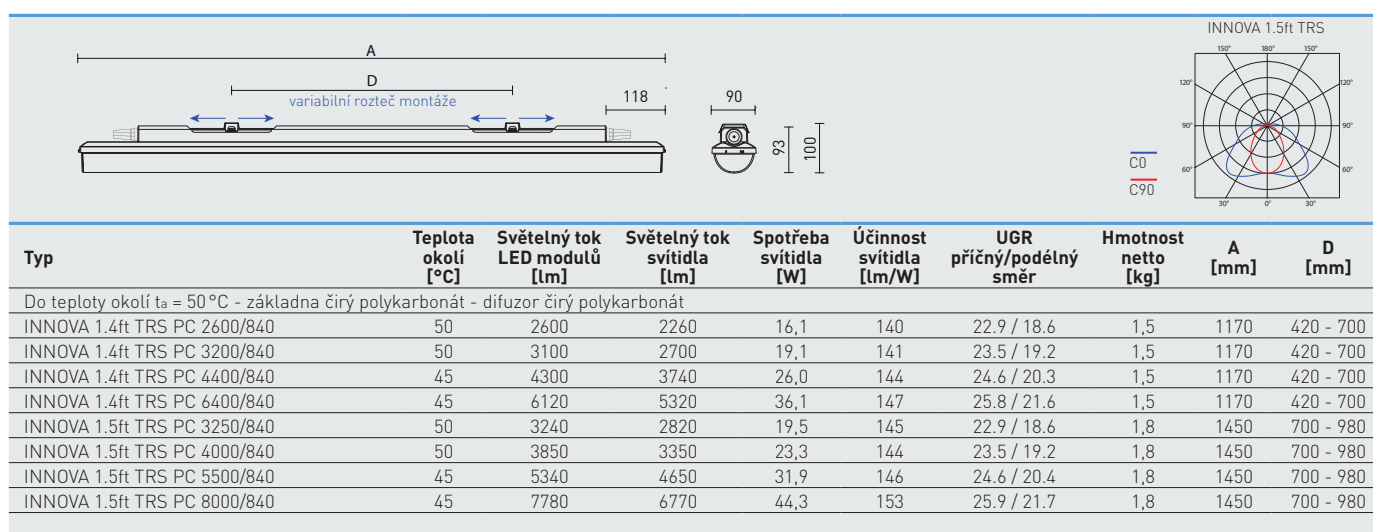 INNOVA 1.5ft TRS
A
D
variabilní rozteč montáže
118
90
93
100
150° 180° 150°
120° 120°
90° 90°
60° 60°
30° 0° 30°
C0
C90
Typ Teplota okolí [°C] Světelný tok LED modulů [lm] Světelný tok svítidla [lm] Spotřeba svítidla [W] Účinnost svítidla [lm/W] UGR příčný/podélný směr Hmotnost netto [kg] A [mm] D [mm]
Do teploty okolí ta = 50°C - základna čirý polykarbonát - difuzor čirý polykarbonát
INNOVA 1.4ft TRS PC 2600/840 50 2600 2260 16,1 140 22.9 / 18.6 1,5 1170 420 - 700
INNOVA 1.4ft TRS PC 3200/840 50 3100 2700 19,1 141 23.5 / 19.2 1,5 1170 420 - 700
INNOVA 1.4ft TRS PC 4400/840 45 4300 3740 26,0 144 24.6 / 20.3 1,5 1170 420 - 700
INNOVA 1.4ft TRS PC 6400/840 45 6120 5320 36,1 147 25.8 / 21.6 1,5 1170 420 - 700
INNOVA 1.5ft TRS PC 3250/840 50 3240 2820 19,5 145 22.9 / 18.6 1,8 1450 700 - 980
INNOVA 1.5ft TRS PC 4000/840 50 3850 3350 23,3 144 23.5 / 19.2 1,8 1450 700 - 980
INNOVA 1.5ft TRS PC 5500/840 45 5340 4650 31,9 146 24.6 / 20.4 1,8 1450 700 - 980
INNOVA 1.5ft TRS PC 8000/840 45 7780 6770 44,3 153 25.9 / 21.7 1,8 1450 700 - 980